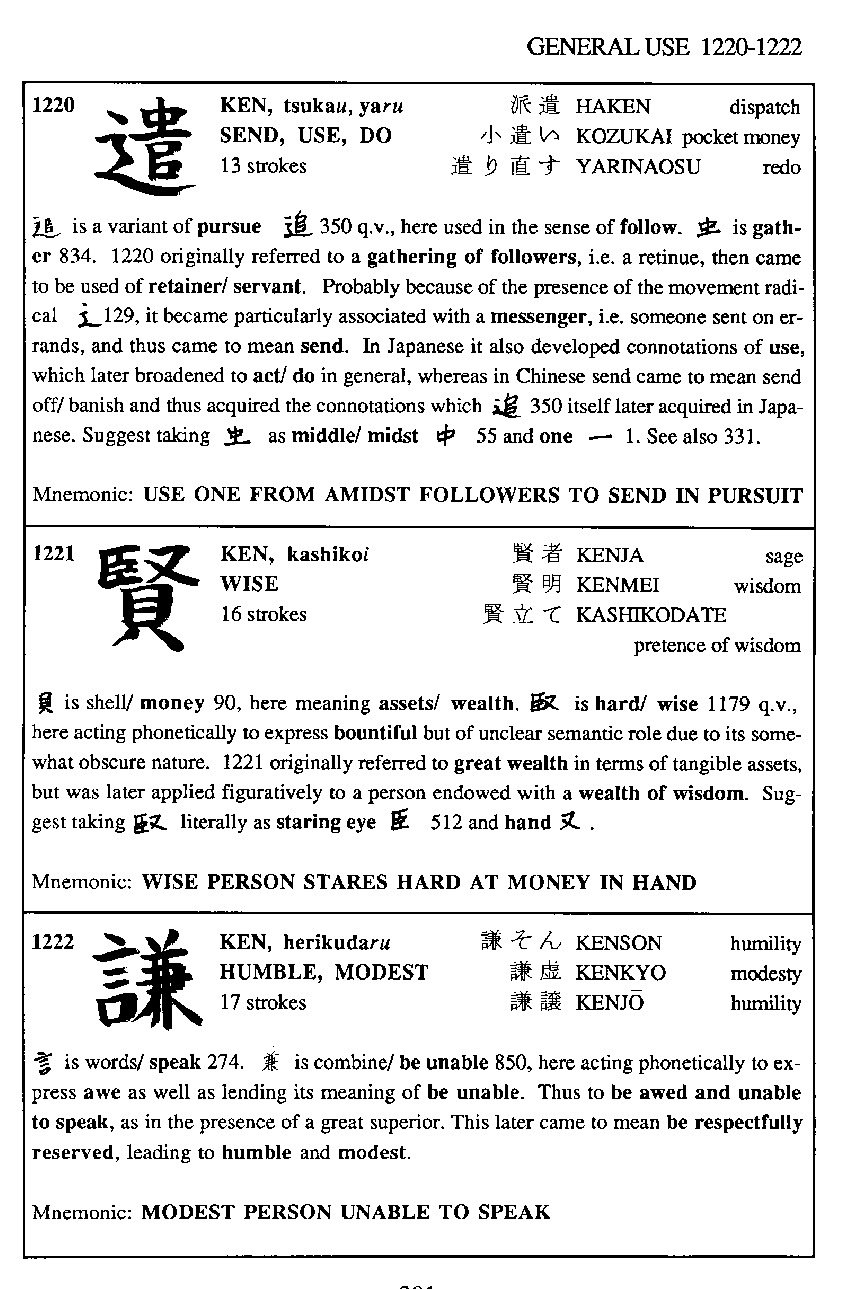 GENERAL USE 1220-1222
1220 遣 KEN, tsukau, yaru 派遣 HAKEN dispatch
SEND, USE, DO 小遣い KOZUKAI pocket money
13 strokes 遣り直す YARINAOSU redo
is a variant of pursue 追 350 q.v., here used in the sense of follow. is gath-
er 834. 1220 originally referred to a gathering of followers, i.e. a retinue, then came
to be used of retainer/ servant. Probably because of the presence of the movement radi-
cal 辶 129, it became particularly associated with a messenger, i.e. someone sent on er-
rands, and thus came to mean send. In Japanese it also developed connotations of use,
which later broadened to act/ do in general, whereas in Chinese send came to mean send
off/ banish and thus acquired the connotations which 追 350 itself later acquired in Japa-
nese. Suggest taking as middle/ midst 中 55 and one 一 1. See also 331.
Mnemonic: USE ONE FROM AMIDST FOLLOWERS TO SEND IN PURSUIT
1221 賢 KEN, kashikoi 賢者 KENJA sage
WISE 賢明 KENMEI wisdom
16 strokes 賢立て KASHIKODATE
pretence of wisdom
貝 is shell/ money 90, here meaning assets/ wealth. 臤 is hard/ wise 1179 q.v.,
here acting phonetically to express bountiful but of unclear semantic role due to its some-
what obscure nature. 1221 originally referred to great wealth in terms of tangible assets,
but was later applied figuratively to a person endowed with a wealth of wisdom. Sug-
gest taking 臤 literally as staring eye 臣 512 and hand 又 .
Mnemonic: WISE PERSON STARES HARD AT MONEY IN HAND
1222 謙 KEN, herikudaru 謙そん KENSON humility
HUMBLE, MODEST 謙虚 KENKYO modesty
17 strokes 謙譲 KENJŌ humility
言 is words/ speak 274. 兼 is combine/ be unable 850, here acting phonetically to ex-
press awe as well as lending its meaning of be unable. Thus to be awed and unable
to speak, as in the presence of a great superior. This later came to mean be respectfully
reserved, leading to humble and modest.
Mnemonic: MODEST PERSON UNABLE TO SPEAK